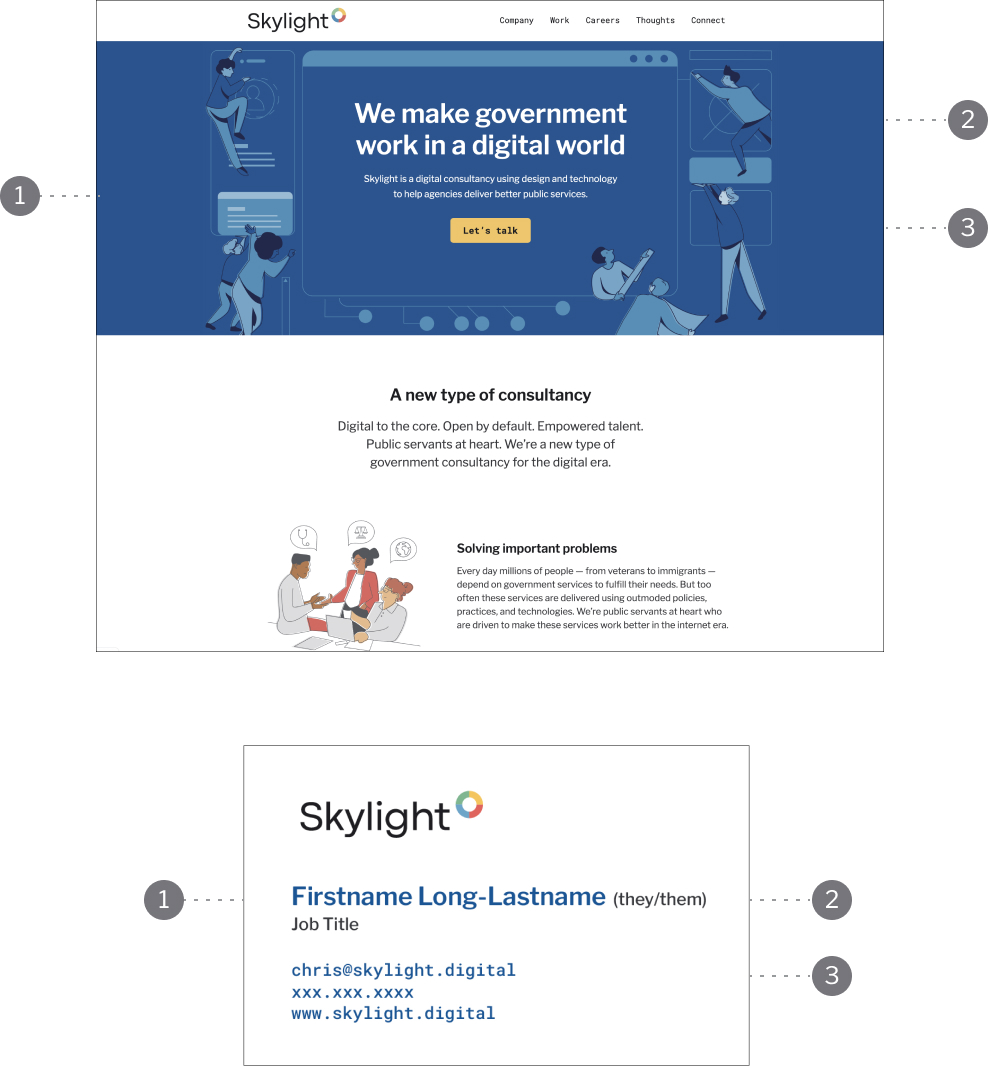 Skylight
Company Work Careers Thoughts Connect
We make government
work in a digital world
Skylight is a digital consultancy using design and technology
to help agencies deliver better public services.
Let's talk
1
2
3
A new type of consultancy
Digital to the core. Open by default. Empowered talent.
Public servants at heart. We're a new type of
government consultancy for the digital era.
Solving important problems
Every day millions of people — from veterans to immigrants —
depend on government services to fulfill their needs. But too
often these services are delivered using outmoded policies,
practices, and technologies. We're public servants at heart who
are driven to make these services work better in the internet era.
Skylight
1
Firstname Long-Lastname (they/them)
2
Job Title
chris@skylight.digital
3
xxx.xxx.xxxx
www.skylight.digital